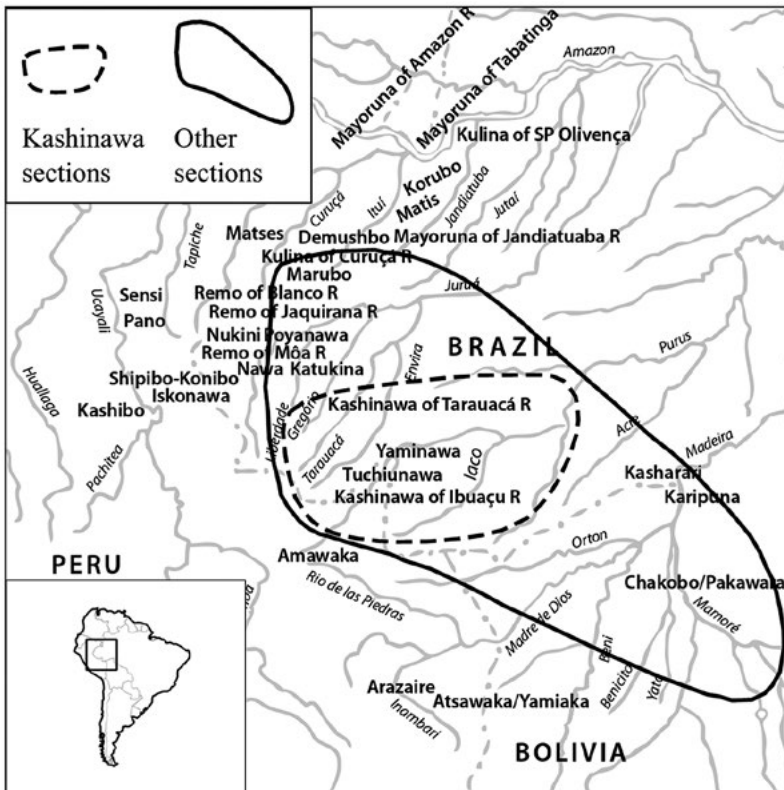 Kashinawa
sections
Other
sections
Mayoruna of Amazon R
Mayoruna of Tabatinga
Amazon
Kulina of SP Olivença
Korubo
Matis
Curuçá
Ituí
Jandiatuba
Jutaí
Tapiche
Matses
Demushbo
Mayoruna of Jandiatuaba R
Kulina of Curuçá R
Marubo
Juruá
Ucayali
Sensi
Pano
Remo of Blanco R
Remo of Jaquirana R
Nukini
Poyanawa
Remo of Môa R
Nawa
Katukina
BRAZIL
Envira
Purus
Huallaga
Shipibo-Konibo
Iskonawa
Kashibo
Liberdade
Gregório
Kashinawa of Tarauacá R
Acre
Madeira
Pachitea
Tarauacá
Yaminawa
Iaco
Tuchiunawa
Kashinawa of Ibuaçu R
Kasharari
Karipuna
PERU
Amawaka
Orton
Rio de las Piedras
Chakobo/Pakawara
Madre de Dios
Mamoré
Beni
Benicito
Yata
Arazaire
Atsawaka/Yamiaka
Inambari
BOLIVIA